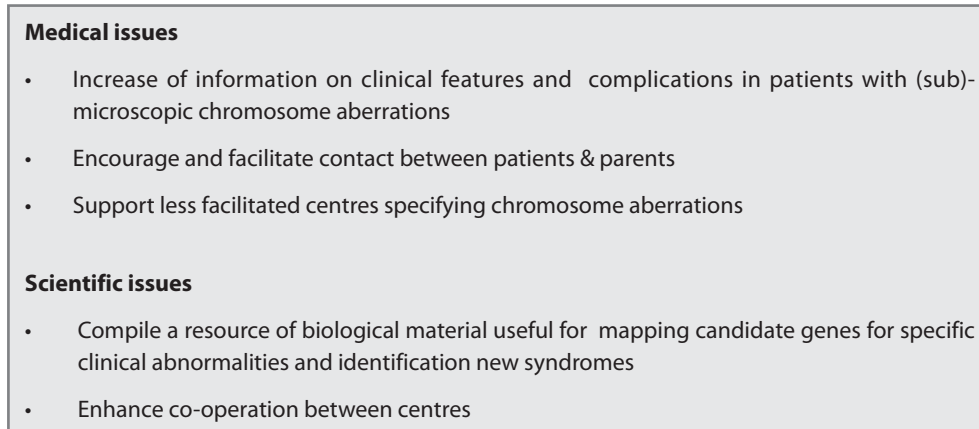 Medical issues
• Increase of information on clinical features and complications in patients with (sub)-
microscopic chromosome aberrations
• Encourage and facilitate contact between patients & parents
• Support less facilitated centres specifying chromosome aberrations
Scientific issues
• Compile a resource of biological material useful for mapping candidate genes for specific
clinical abnormalities and identification new syndromes
• Enhance co-operation between centres